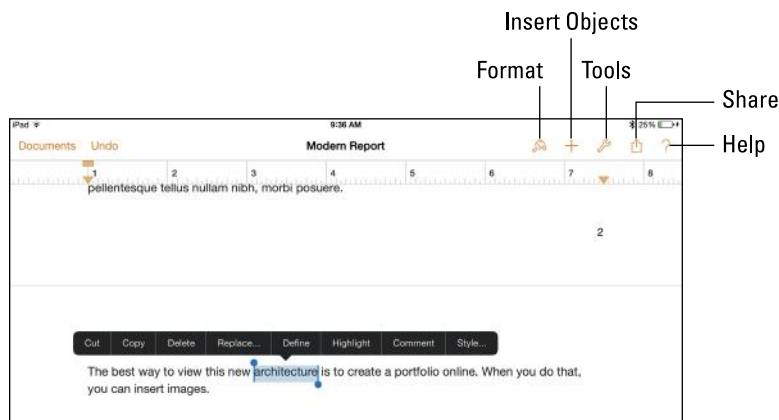 Insert Objects
Format Tools
Share
iPad 9:36 AM 25%
Documents Undo Modern Report Help
1 2 3 4 5 6 7 8
pellentesque tellus nullam nibh, morbi posuere.
2
Cut Copy Delete Replace... Define Highlight Comment Style...
The best way to view this new architecture is to create a portfolio online. When you do that,
you can insert images.